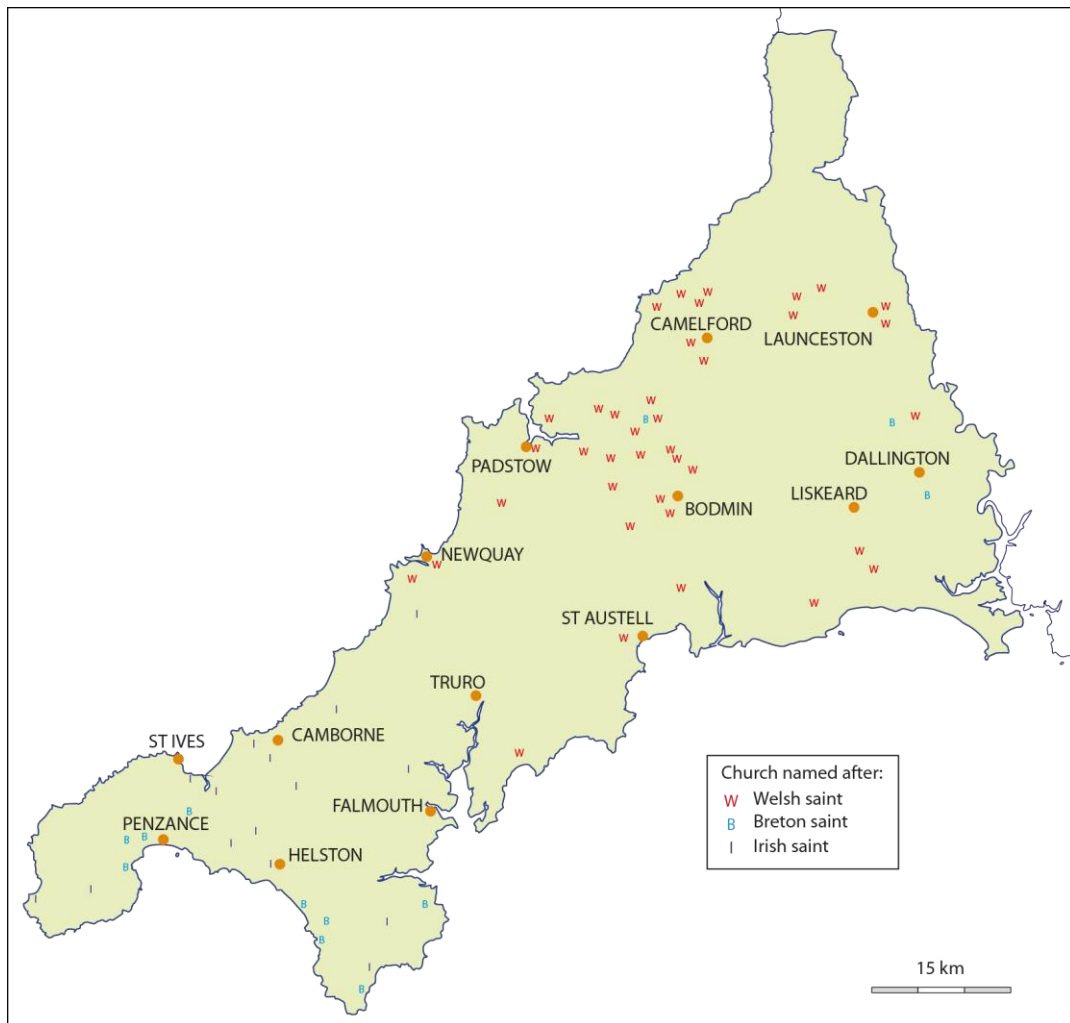 CAMELFORD
LAUNCESTON
PADSTOW
DALLINGTON
LISKEARD
BODMIN
NEWQUAY
ST AUSTELL
TRURO
CAMBORNE
ST IVES
FALMOUTH
PENZANCE
HELSTON
Church named after:
W Welsh saint
B Breton saint
I Irish saint
15 km